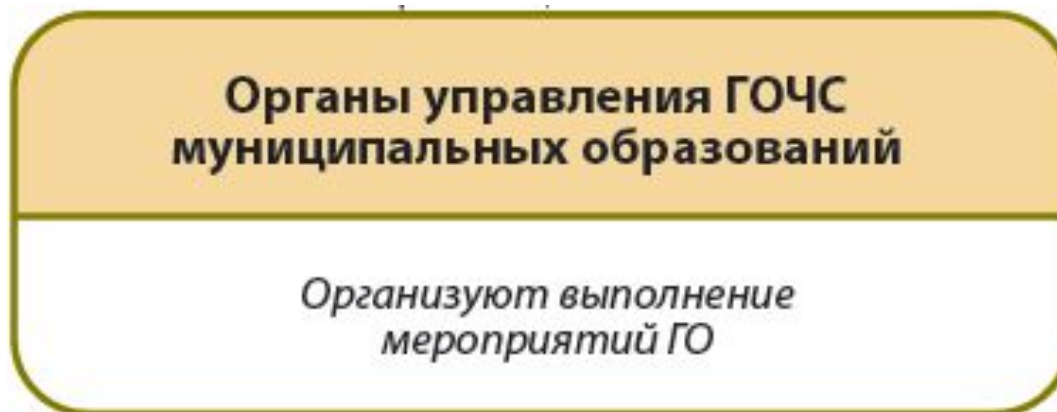 Органы управления ГОЧС
муниципальных образований
Организуют выполнение
мероприятий ГО